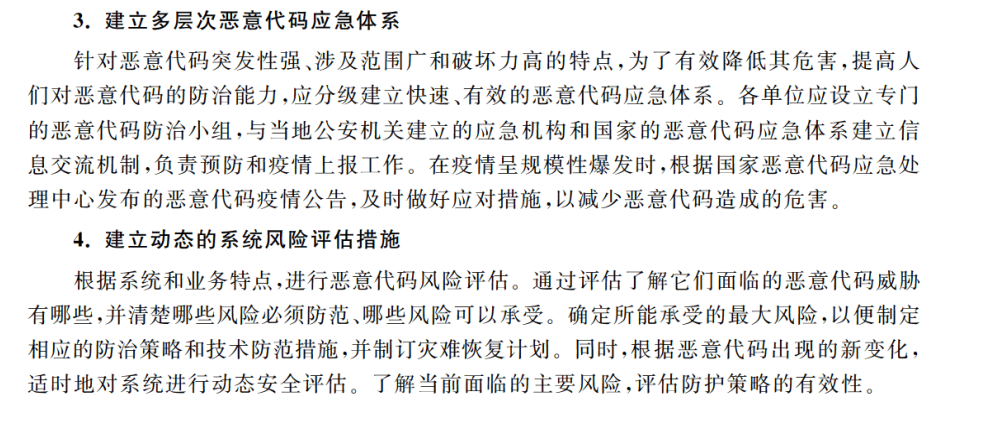 3. 建立多层次恶意代码应急体系
针对恶意代码突发性强、涉及范围广和破坏力高的特点,为了有效降低其危害,提高人
们对恶意代码的防治能力,应分级建立快速、有效的恶意代码应急体系。各单位应设立专门
的恶意代码防治小组,与当地公安机关建立的应急机构和国家的恶意代码应急体系建立信
息交流机制,负责预防和疫情上报工作。在疫情呈规模性爆发时,根据国家恶意代码应急处
理中心发布的恶意代码疫情公告,及时做好应对措施,以减少恶意代码造成的危害。
4. 建立动态的系统风险评估措施
根据系统和业务特点,进行恶意代码风险评估。通过评估了解它们面临的恶意代码威胁
有哪些,并清楚哪些风险必须防范、哪些风险可以承受。确定所能承受的最大风险,以便制定
相应的防治策略和技术防范措施,并制订灾难恢复计划。同时,根据恶意代码出现的新变化,
适时地对系统进行动态安全评估。了解当前面临的主要风险,评估防护策略的有效性。